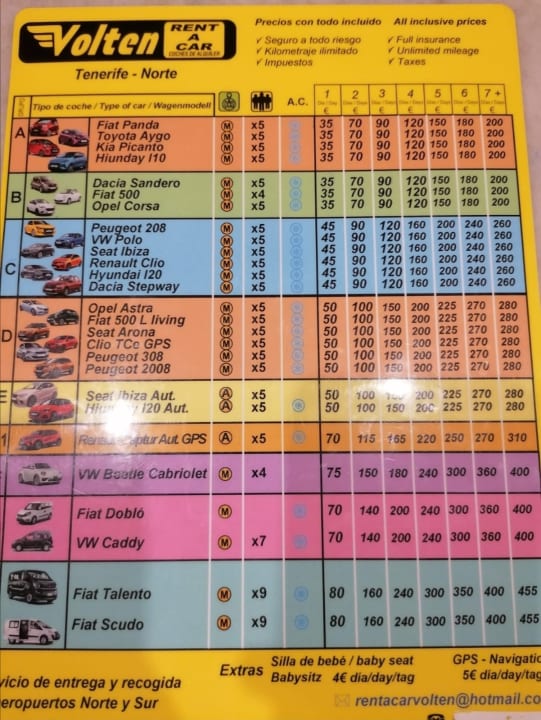 Volten RENT A CAR COCHES DE ALQUILER
Tenerife - Norte
Precios con todo incluido
✓ Seguro a todo riesgo
✓ Kilometraje ilimitado
✓ Impuestos
All inclusive prices
✓ Full insurance
✓ Unlimited mileage
✓ Taxes
GRUPO Tipo de coche / Type of car / Wagenmodell A.C. 1 2 3 4 5 6 7 +
€ € € € € € €
A
Fiat Panda M x5 35 70 90 120 150 180 200
Toyota Aygo M x5 35 70 90 120 150 180 200
Kia Picanto M x5 35 70 90 120 150 180 200
Hiunday I10 M x5 35 70 90 120 150 180 200
B
Dacia Sandero M x5 35 70 90 120 150 180 200
Fiat 500 M x4 35 70 90 120 150 180 200
Opel Corsa M x5 35 70 90 120 150 180 200
C
Peugeot 208 M x5 45 90 120 160 200 240 260
VW Polo M x5 45 90 120 160 200 240 260
Seat Ibiza M x5 45 90 120 160 200 240 260
Renault Clio M x5 45 90 120 160 200 240 260
Hyundai I20 M x5 45 90 120 160 200 240 260
Dacia Stepway M x5 45 90 120 160 200 240 260
D
Opel Astra M x5 50 100 150 200 225 270 280
Fiat 500 L living M x5 50 100 150 200 225 270 280
Seat Arona M x5 50 100 150 200 225 270 280
Clio TCe GPS M x5 50 100 150 200 225 270 280
Peugeot 308 M x5 50 100 150 200 225 270 280
Peugeot 2008 M x5 50 100 150 200 225 270 280
E
Seat Ibiza Aut. A x5 50 100 150 200 225 270 280
Hiunday I20 Aut. A x5 50 100 150 200 225 270 280
1 Renault Captur Aut. GPS A x5 70 115 165 220 250 270 310
VW Beetle Cabriolet M x4 75 150 180 240 300 360 400
Fiat Dobló M 70 140 200 240 300 360 400
VW Caddy M x7 70 140 200 240 300 360 400
Fiat Talento M x9 80 160 240 300 350 400 455
Fiat Scudo M x9 80 160 240 300 350 400 455
Extras Silla de bebé / baby seat
Babysitz 4€ dia/day/tag
GPS - Navigatio
5€ dia/day/tag
vicio de entrega y recogida
eropuertos Norte y Sur
rentacarvolten@hotmail.co